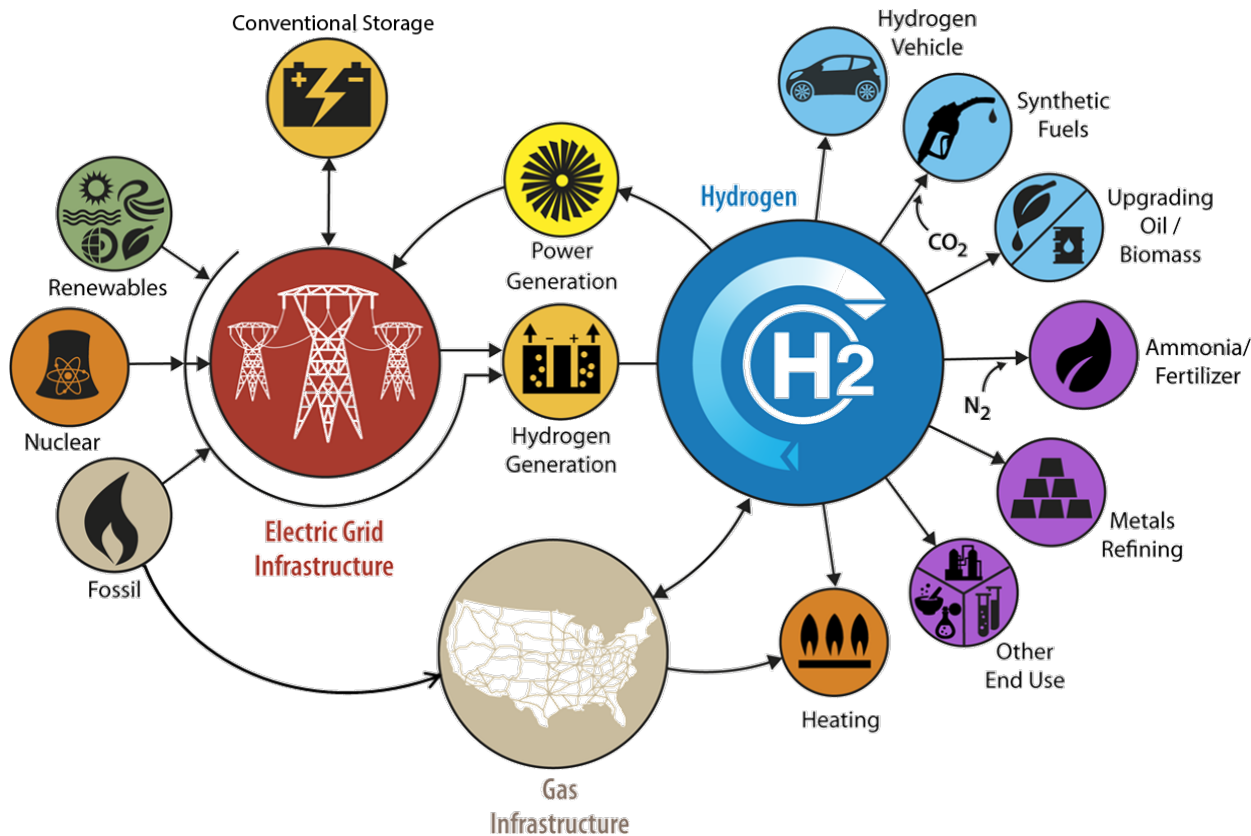 Conventional Storage
+ −
Hydrogen
Vehicle
Synthetic
Fuels
CO2
Upgrading
Oil /
Biomass
Renewables
Power
Generation
Hydrogen
H2
Nuclear
- +
Hydrogen
Generation
Ammonia/
Fertilizer
N2
Fossil
Electric Grid
Infrastructure
Metals
Refining
Other
End Use
Heating
Gas
Infrastructure